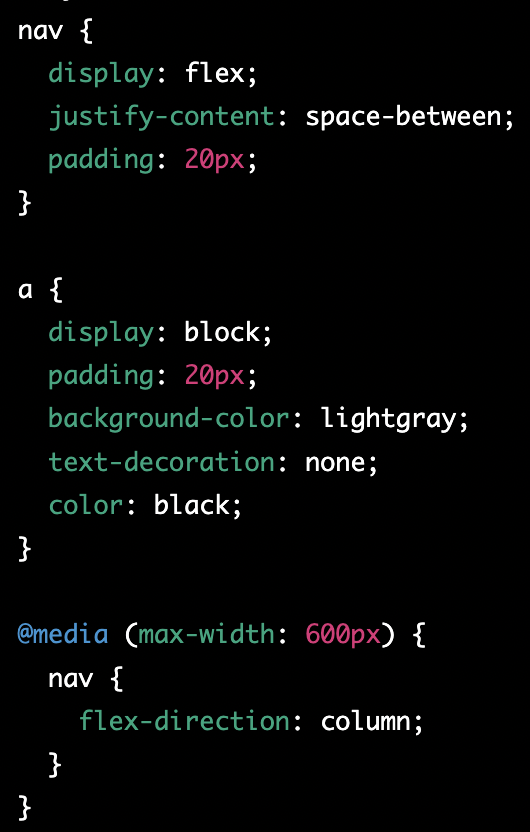 nav {
  display: flex;
  justify-content: space-between;
  padding: 20px;
}

a {
  display: block;
  padding: 20px;
  background-color: lightgray;
  text-decoration: none;
  color: black;
}

@media (max-width: 600px) {
  nav {
    flex-direction: column;
  }
}